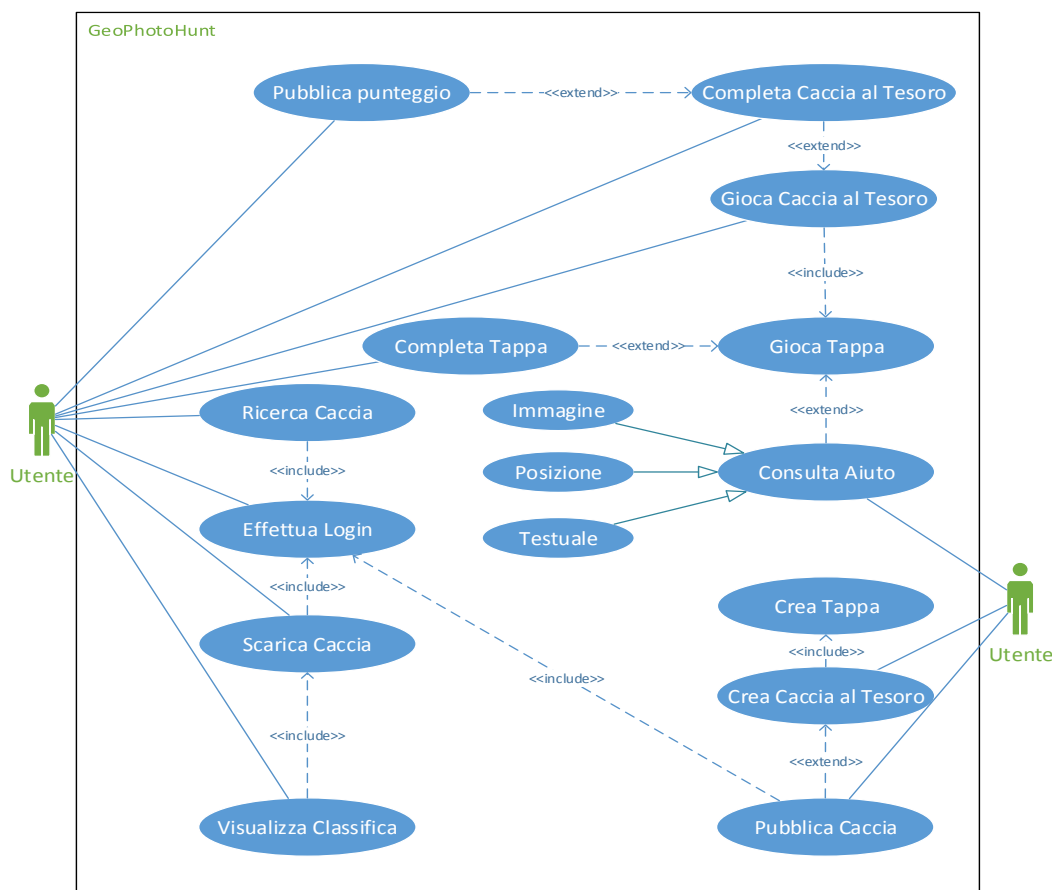 GeoPhotoHunt
Pubblica punteggio
<<extend>>
Completa Caccia al Tesoro
<<extend>>
Gioca Caccia al Tesoro
<<include>>
Completa Tappa
<<extend>>
Gioca Tappa
Ricerca Caccia
Immagine
<<extend>>
Utente
<<include>>
Posizione
Consulta Aiuto
Effettua Login
Testuale
<<include>>
Crea Tappa
Scarica Caccia
<<include>>
Utente
<<include>>
Crea Caccia al Tesoro
<<include>>
<<extend>>
Visualizza Classifica
Pubblica Caccia